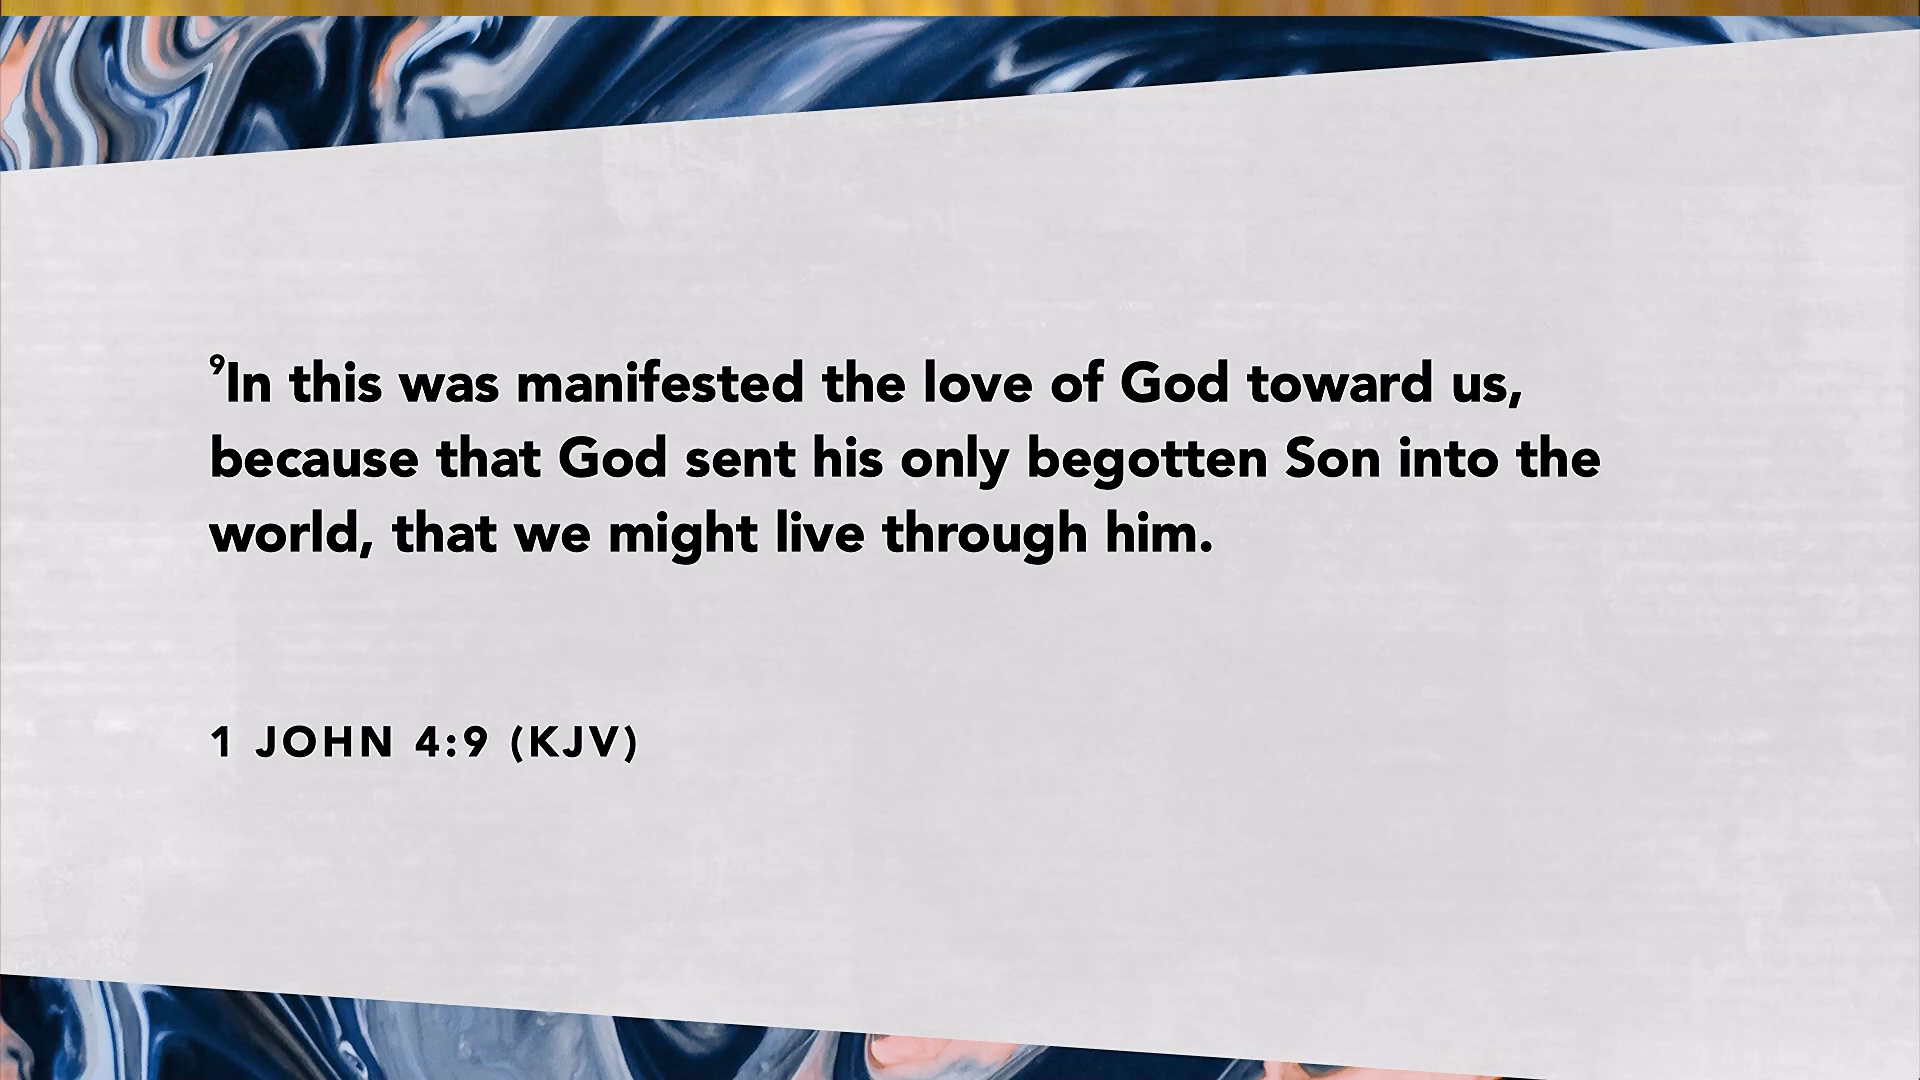 ⁹In this was manifested the love of God toward us,
because that God sent his only begotten Son into the
world, that we might live through him.
1 JOHN 4:9 (KJV)